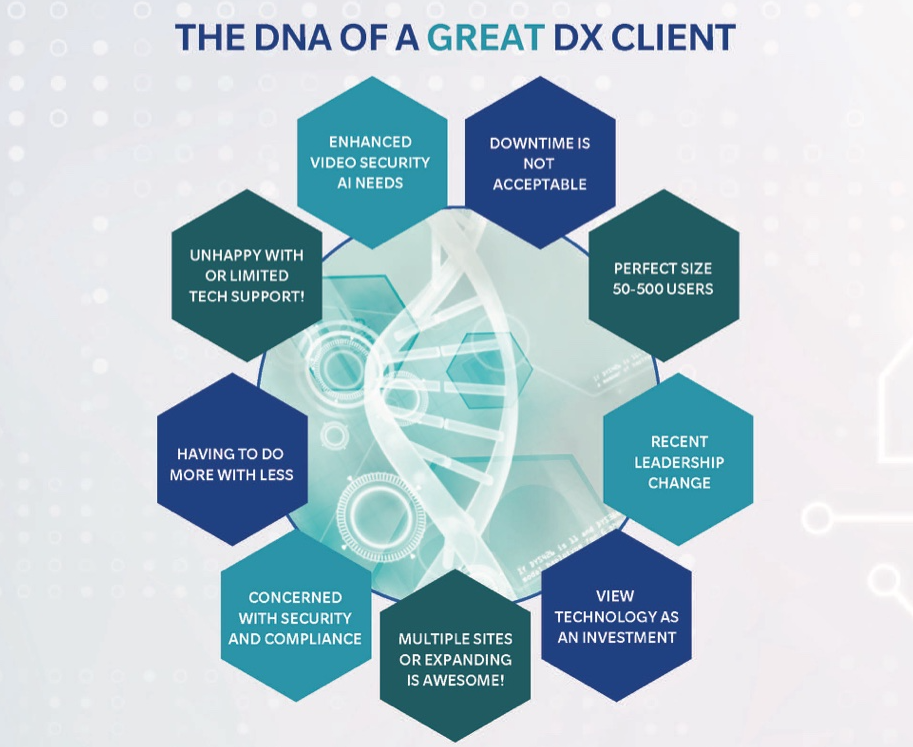 THE DNA OF A GREAT DX CLIENT
ENHANCED
VIDEO SECURITY
AI NEEDS
DOWNTIME IS
NOT
ACCEPTABLE
UNHAPPY WITH
OR LIMITED
TECH SUPPORT!
PERFECT SIZE
50-500 USERS
HAVING TO DO
MORE WITH LESS
RECENT
LEADERSHIP
CHANGE
CONCERNED
WITH SECURITY
AND COMPLIANCE
MULTIPLE SITES
OR EXPANDING
IS AWESOME!
VIEW
TECHNOLOGY AS
AN INVESTMENT